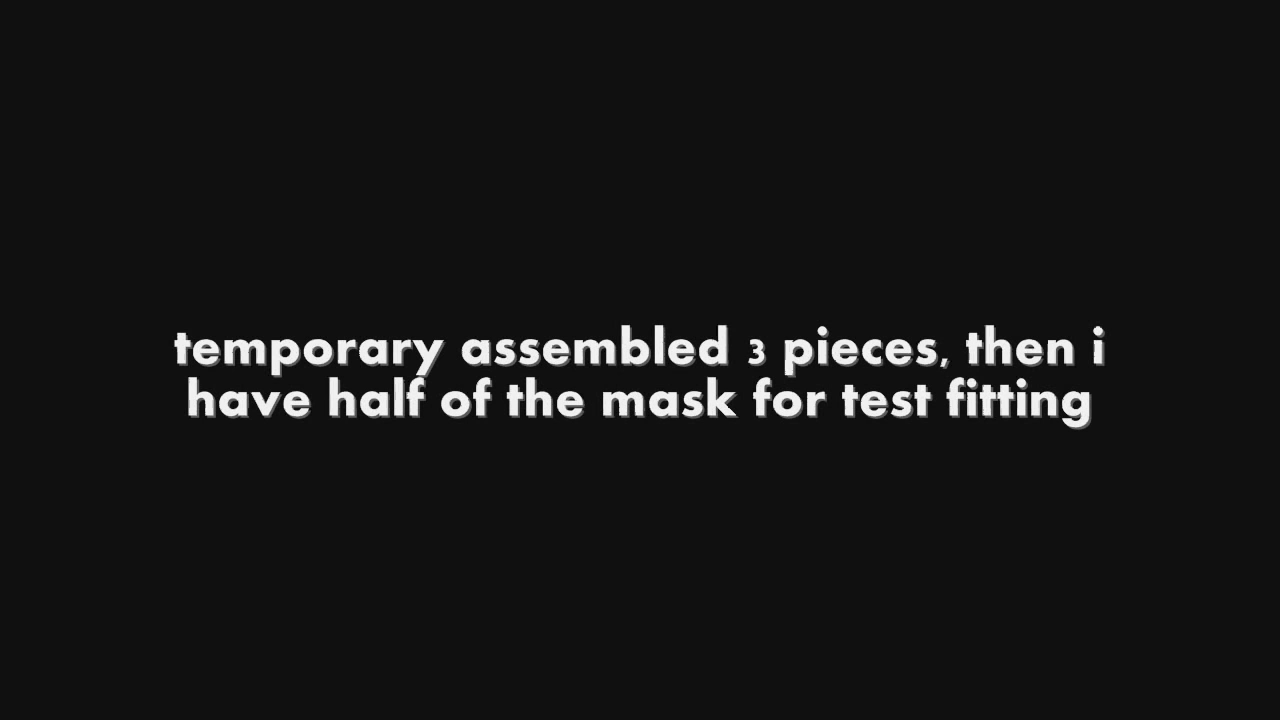 temporary assembled 3 pieces, then i
have half of the mask for test fitting